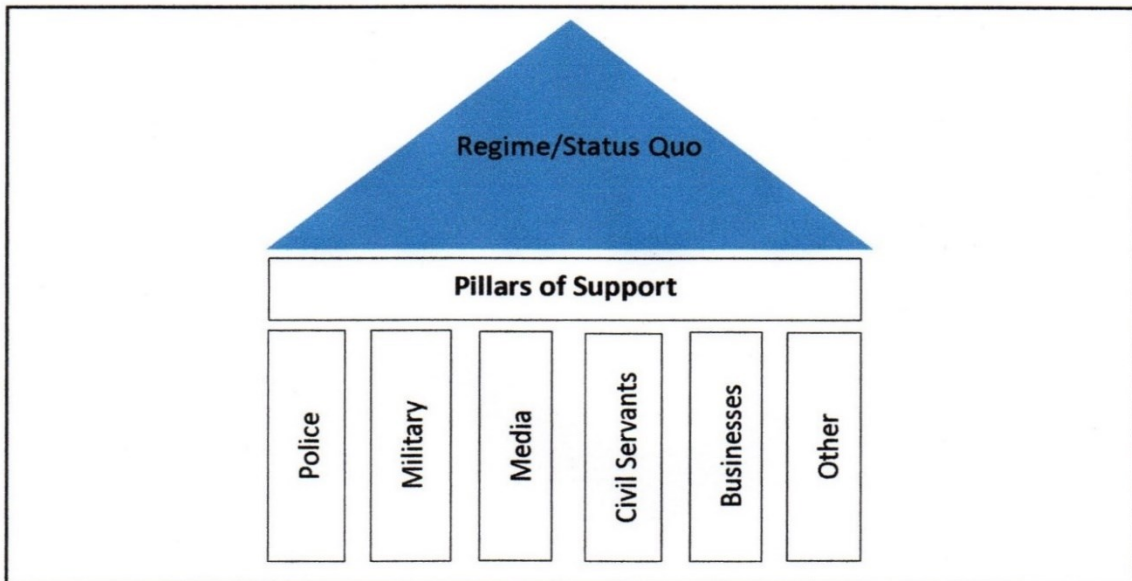 Regime/Status Quo
Pillars of Support
Police
Military
Media
Civil Servants
Businesses
Other